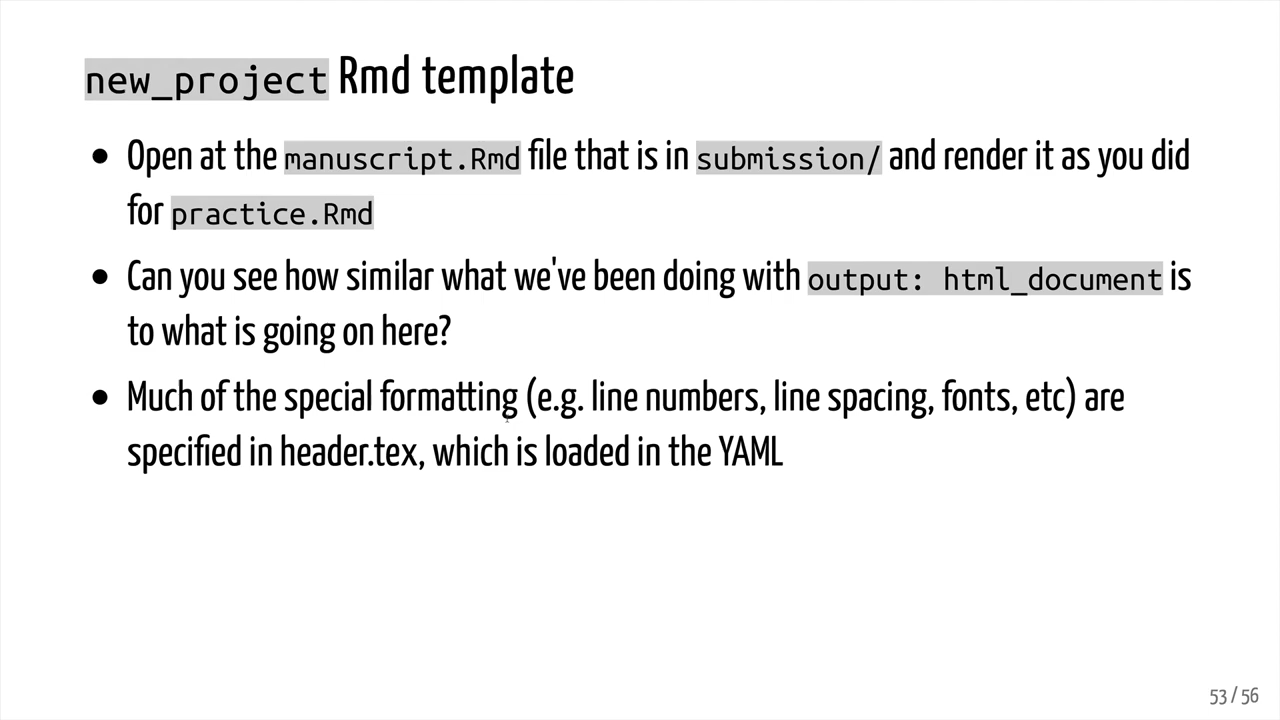 new_project Rmd template
• Open at the manuscript.Rmd file that is in submission/ and render it as you did
for practice.Rmd
• Can you see how similar what we've been doing with output: html_document is
to what is going on here?
• Much of the special formatting (e.g. line numbers, line spacing, fonts, etc) are
specified in header.tex, which is loaded in the YAML
53 / 56